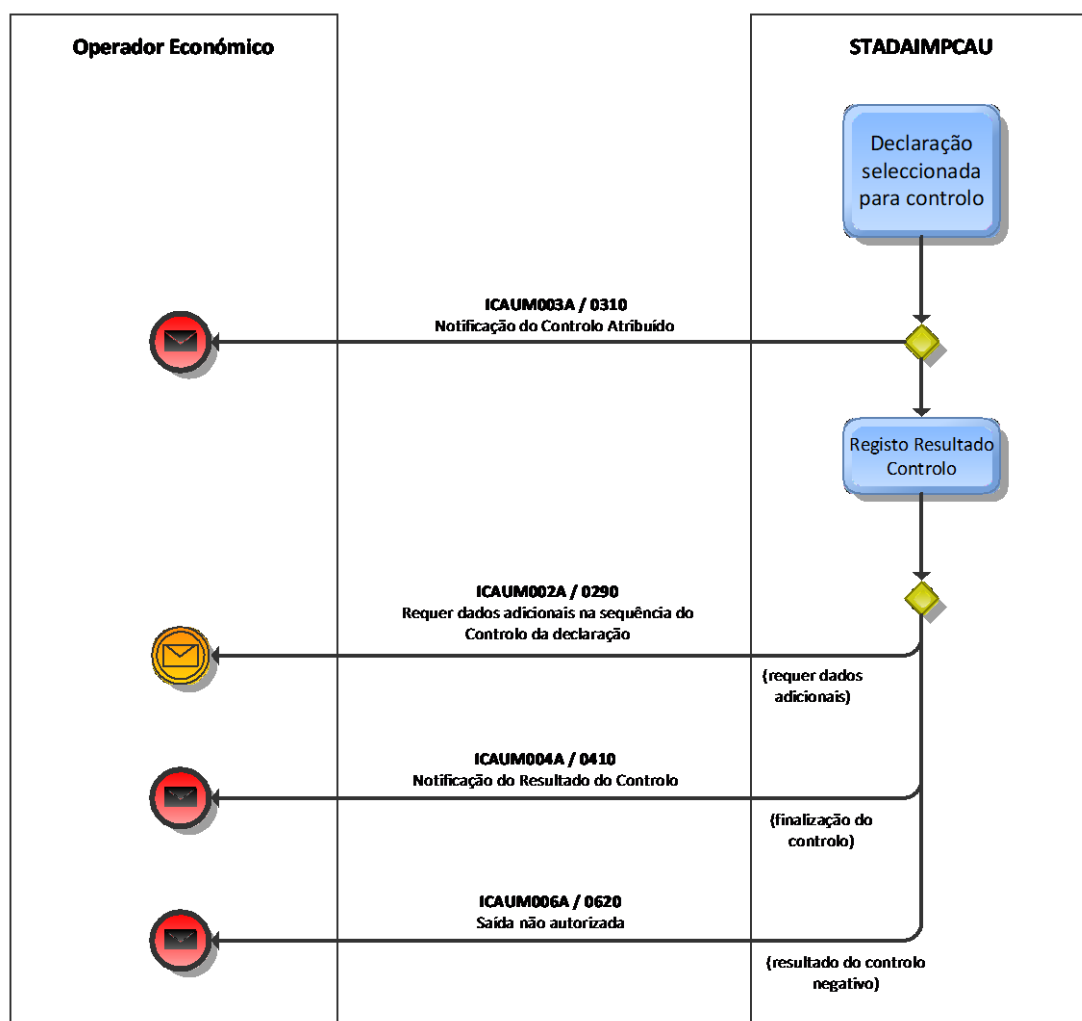 Operador Económico
STADAIMPCAU
Declaração
seleccionada
para controlo
ICAUM003A / 0310
Notificação do Controlo Atribuído
Registo Resultado
Controlo
ICAUM002A / 0290
Requer dados adicionais na sequência do
Controlo da declaração
(requer dados
adicionais)
ICAUM004A / 0410
Notificação do Resultado do Controlo
(finalização do
controlo)
ICAUM006A / 0620
Saída não autorizada
(resultado do controlo
negativo)